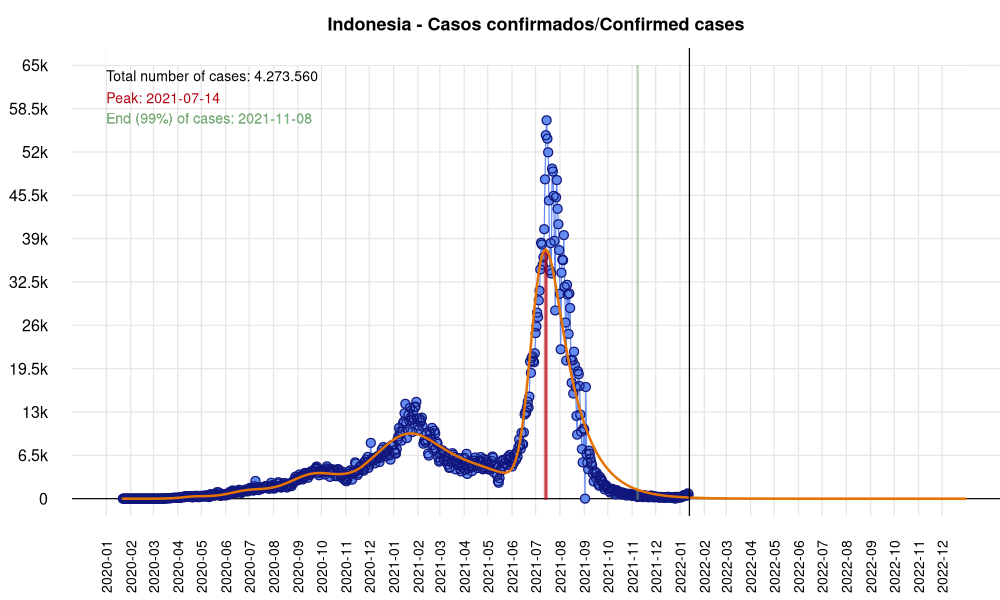 Indonesia - Casos confirmados/Confirmed cases
Total number of cases: 4.273.560
Peak: 2021-07-14
End (99%) of cases: 2021-11-08
65k
58.5k
52k
45.5k
39k
32.5k
26k
19.5k
13k
6.5k
0
2020-01
2020-02
2020-03
2020-04
2020-05
2020-06
2020-07
2020-08
2020-09
2020-10
2020-11
2020-12
2021-01
2021-02
2021-03
2021-04
2021-05
2021-06
2021-07
2021-08
2021-09
2021-10
2021-11
2021-12
2022-01
2022-02
2022-03
2022-04
2022-05
2022-06
2022-07
2022-08
2022-09
2022-10
2022-11
2022-12